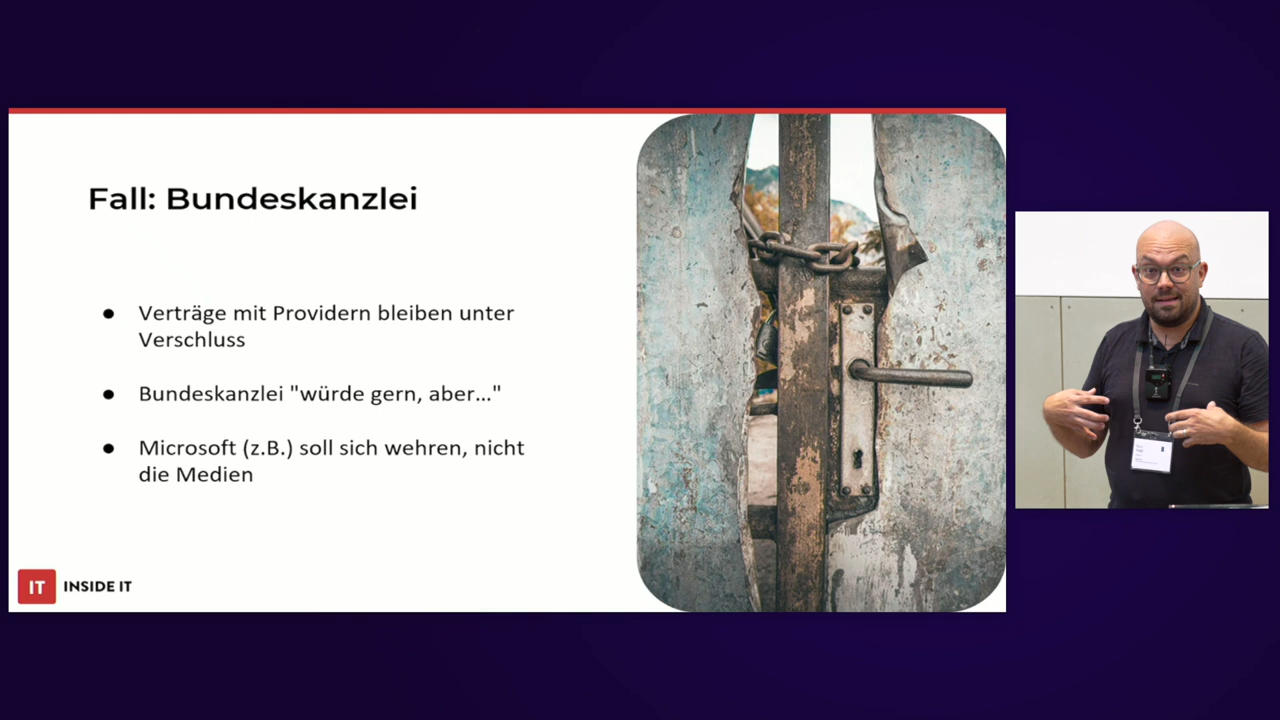 Fall: Bundeskanzlei
● Verträge mit Providern bleiben unter
Verschluss
● Bundeskanzlei "würde gern, aber..."
● Microsoft (z.B.) soll sich wehren, nicht
die Medien
IT INSIDE IT